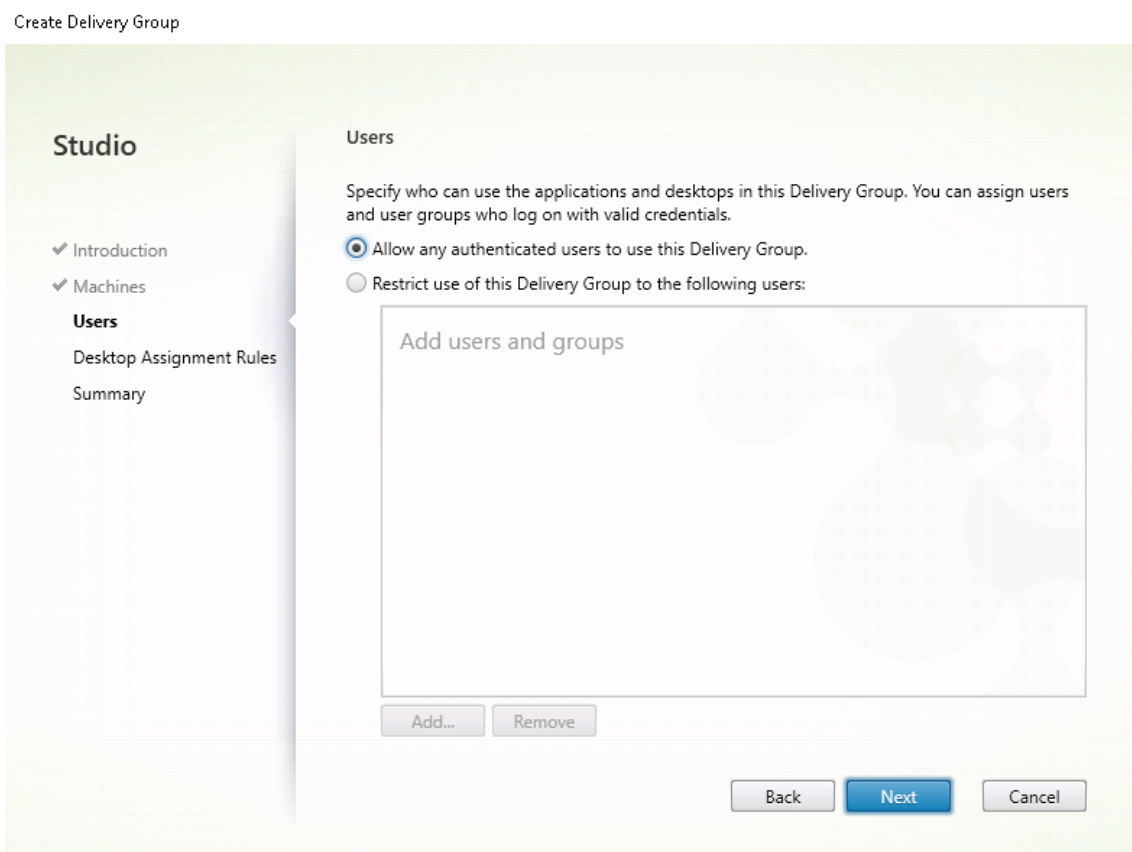 Create Delivery Group
Studio
Introduction
Machines
Users
Desktop Assignment Rules
Summary
Users
Specify who can use the applications and desktops in this Delivery Group. You can assign users
and user groups who log on with valid credentials.
Allow any authenticated users to use this Delivery Group.
Restrict use of this Delivery Group to the following users:
Add users and groups
Add...
Remove
Back
Next
Cancel